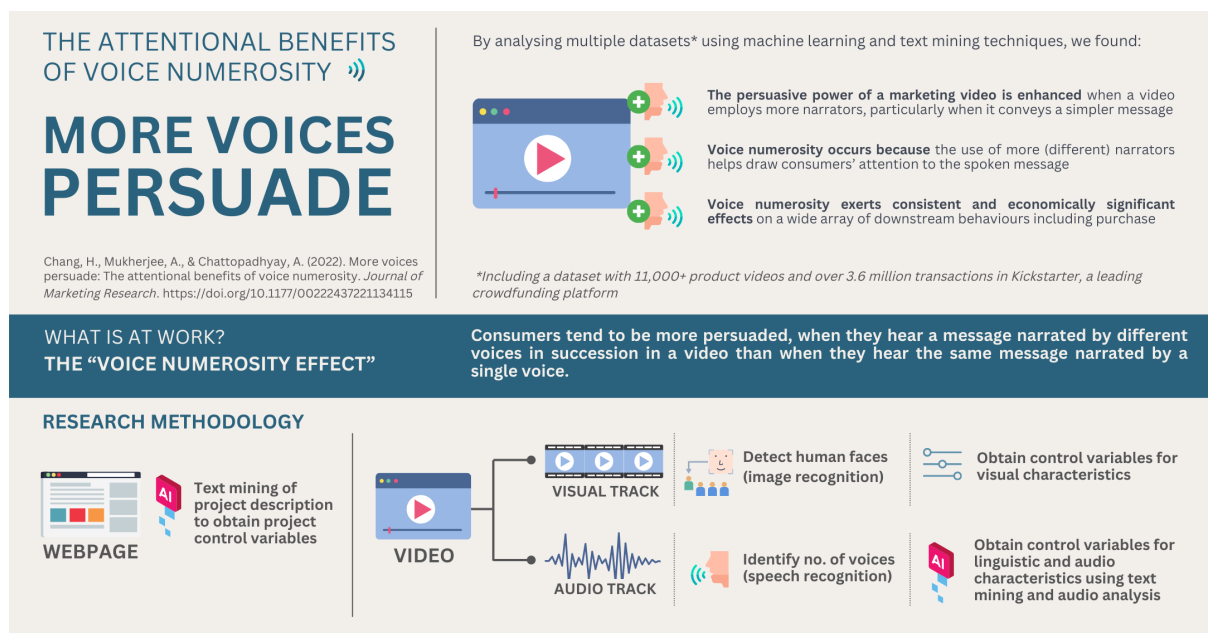 THE ATTENTIONAL BENEFITS
OF VOICE NUMEROSITY
MORE VOICES
PERSUADE
Chang, H., Mukherjee, A., & Chattopadhyay, A. (2022). More voices
persuade: The attentional benefits of voice numerosity. Journal of
Marketing Research. https://doi.org/10.1177/00222437221134115
By analysing multiple datasets* using machine learning and text mining techniques, we found:
The persuasive power of a marketing video is enhanced when a video
employs more narrators, particularly when it conveys a simpler message
Voice numerosity occurs because the use of more (different) narrators
helps draw consumers' attention to the spoken message
Voice numerosity exerts consistent and economically significant
effects on a wide array of downstream behaviours including purchase
*Including a dataset with 11,000+ product videos and over 3.6 million transactions in Kickstarter, a leading
crowdfunding platform
WHAT IS AT WORK?
THE “VOICE NUMEROSITY EFFECT”
Consumers tend to be more persuaded, when they hear a message narrated by different
voices in succession in a video than when they hear the same message narrated by a
single voice.
RESEARCH METHODOLOGY
WEBPAGE
AI
Text mining of
project description
to obtain project
control variables
VIDEO
VISUAL TRACK
Detect human faces
(image recognition)
Obtain control variables for
visual characteristics
AUDIO TRACK
Identify no. of voices
(speech recognition)
AI
Obtain control variables for
linguistic and audio
characteristics using text
mining and audio analysis